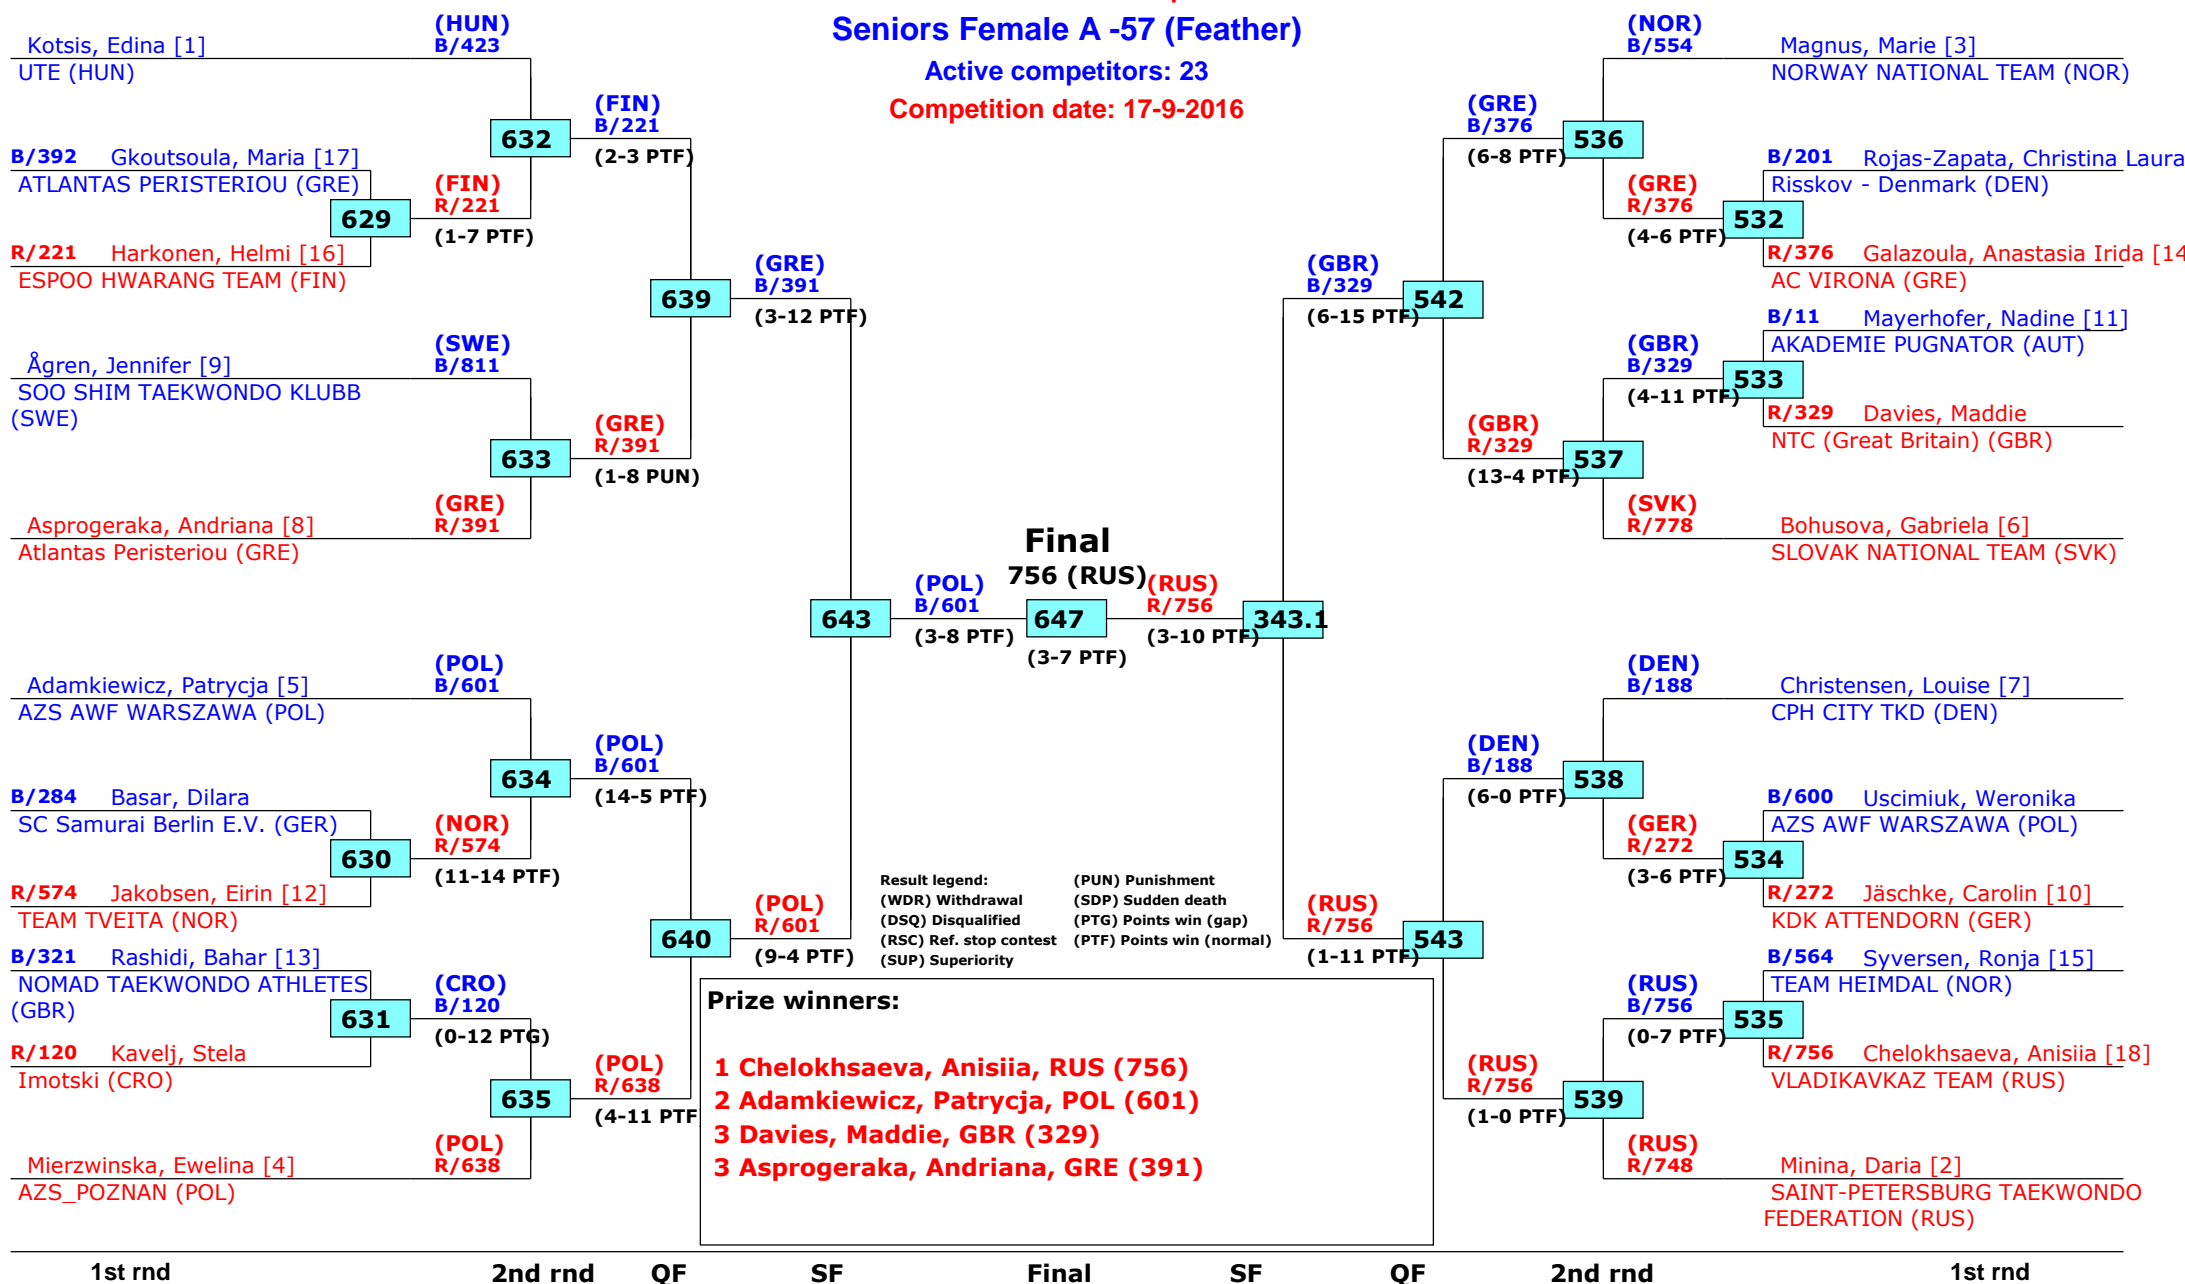 Seniors Female A -57 (Feather)
Active competitors: 23
Competition date: 17-9-2016
Kotsis, Edina [1]
UTE (HUN)
(HUN)
B/423
B/392 Gkoutsoula, Maria [17]
ATLANTAS PERISTERIOU (GRE)
629
R/221 Harkonen, Helmi [16]
ESPOO HWARANG TEAM (FIN)
(FIN)
R/221
(1-7 PTF)
632
(FIN)
B/221
(2-3 PTF)
Ågren, Jennifer [9]
SOO SHIM TAEKWONDO KLUBB
(SWE)
(SWE)
B/811
633
Asprogeraka, Andriana [8]
Atlantas Peristeriou (GRE)
(GRE)
R/391
(GRE)
R/391
(1-8 PUN)
639
(GRE)
B/391
(3-12 PTF)
Adamkiewicz, Patrycja [5]
AZS AWF WARSZAWA (POL)
(POL)
B/601
B/284 Basar, Dilara
SC Samurai Berlin E.V. (GER)
630
R/574 Jakobsen, Eirin [12]
TEAM TVEITA (NOR)
(NOR)
R/574
(11-14 PTF)
634
(POL)
B/601
(14-5 PTF)
B/321 Rashidi, Bahar [13]
NOMAD TAEKWONDO ATHLETES
(GBR)
631
R/120 Kavelj, Stela
Imotski (CRO)
(CRO)
B/120
(0-12 PTG)
635
Mierzwinska, Ewelina [4]
AZS_POZNAN (POL)
(POL)
R/638
(POL)
R/638
(4-11 PTF
640
(POL)
R/601
(9-4 PTF)
643
(POL)
B/601
(3-8 PTF)
Final
756 (RUS)
647
(3-7 PTF)
(RUS)
R/756
(3-10 PTF)
343.1
(GBR)
B/329
(6-15 PTF)
542
(GRE)
B/376
(6-8 PTF)
536
(NOR)
B/554
Magnus, Marie [3]
NORWAY NATIONAL TEAM (NOR)
(GRE)
R/376
(4-6 PTF)
532
B/201 Rojas-Zapata, Christina Laura
Risskov - Denmark (DEN)
R/376 Galazoula, Anastasia Irida [14
AC VIRONA (GRE)
B/11 Mayerhofer, Nadine [11]
AKADEMIE PUGNATOR (AUT)
(GBR)
B/329
(4-11 PTF)
533
R/329 Davies, Maddie
NTC (Great Britain) (GBR)
(GBR)
R/329
(13-4 PTF)
537
(SVK)
R/778
Bohusova, Gabriela [6]
SLOVAK NATIONAL TEAM (SVK)
(DEN)
B/188
Christensen, Louise [7]
CPH CITY TKD (DEN)
(DEN)
B/188
(6-0 PTF)
538
B/600 Uscimiuk, Weronika
AZS AWF WARSZAWA (POL)
(GER)
R/272
(3-6 PTF)
534
R/272 Jäschke, Carolin [10]
KDK ATTENDORN (GER)
(RUS)
R/756
(1-11 PTF)
543
B/564 Syversen, Ronja [15]
TEAM HEIMDAL (NOR)
(RUS)
B/756
(0-7 PTF)
535
R/756 Chelokhsaeva, Anisiia [18]
VLADIKAVKAZ TEAM (RUS)
(RUS)
R/756
(1-0 PTF)
539
(RUS)
R/748
Minina, Daria [2]
SAINT-PETERSBURG TAEKWONDO
FEDERATION (RUS)
Result legend: (PUN) Punishment
(WDR) Withdrawal (SDP) Sudden death
(DSQ) Disqualified (PTG) Points win (gap)
(RSC) Ref. stop contest (PTF) Points win (normal)
(SUP) Superiority
Prize winners:
1 Chelokhsaeva, Anisiia, RUS (756)
2 Adamkiewicz, Patrycja, POL (601)
3 Davies, Maddie, GBR (329)
3 Asprogeraka, Andriana, GRE (391)
1st rnd 2nd rnd QF SF Final SF QF 2nd rnd 1st rnd